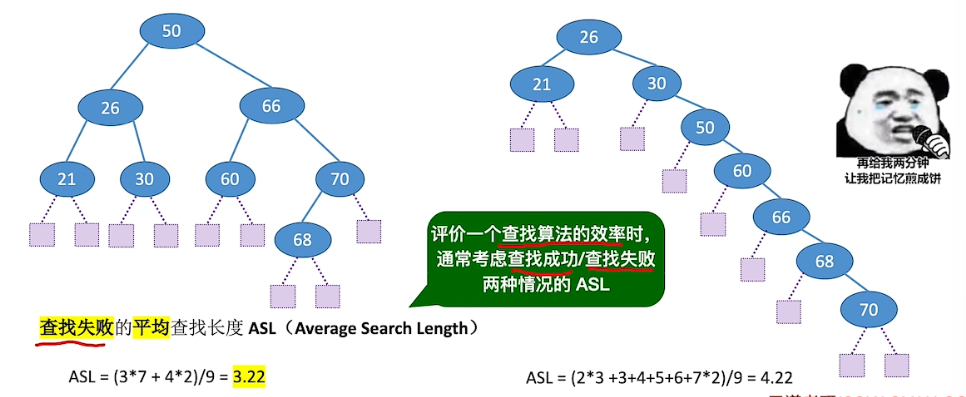 50
26
66
21
30
60
70
68
26
21
30
50
60
66
68
70
再给我两分钟
让我把记忆煎成饼
评价一个查找算法的效率时，
通常考虑查找成功/查找失败
两种情况的 ASL
查找失败的平均查找长度 ASL（Average Search Length）
ASL = (3*7 + 4*2)/9 = 3.22
ASL = (2*3 +3+4+5+6+7*2)/9 = 4.22